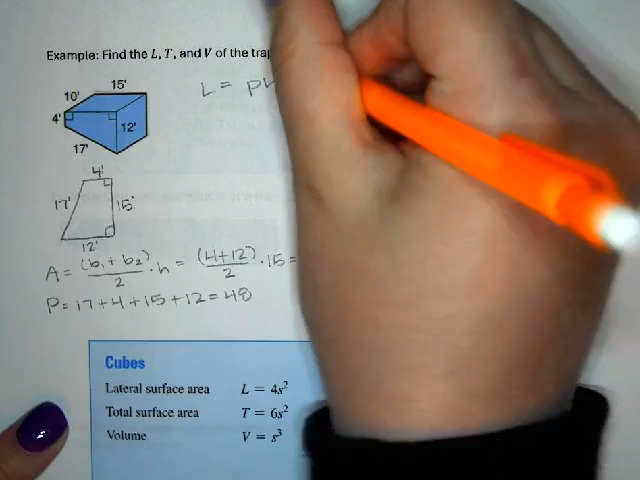 Example: Find the L, T, and V of the
15'
10'
L = ph
4'
12'
17'
4'
17'
15'
12'
A = (b₁ + b₂)/2 · h = (4+12)/2 · 15 =
P = 17 + 4 + 15 + 12 = 48
Cubes
Lateral surface area L = 4s²
Total surface area T = 6s²
Volume V = s³